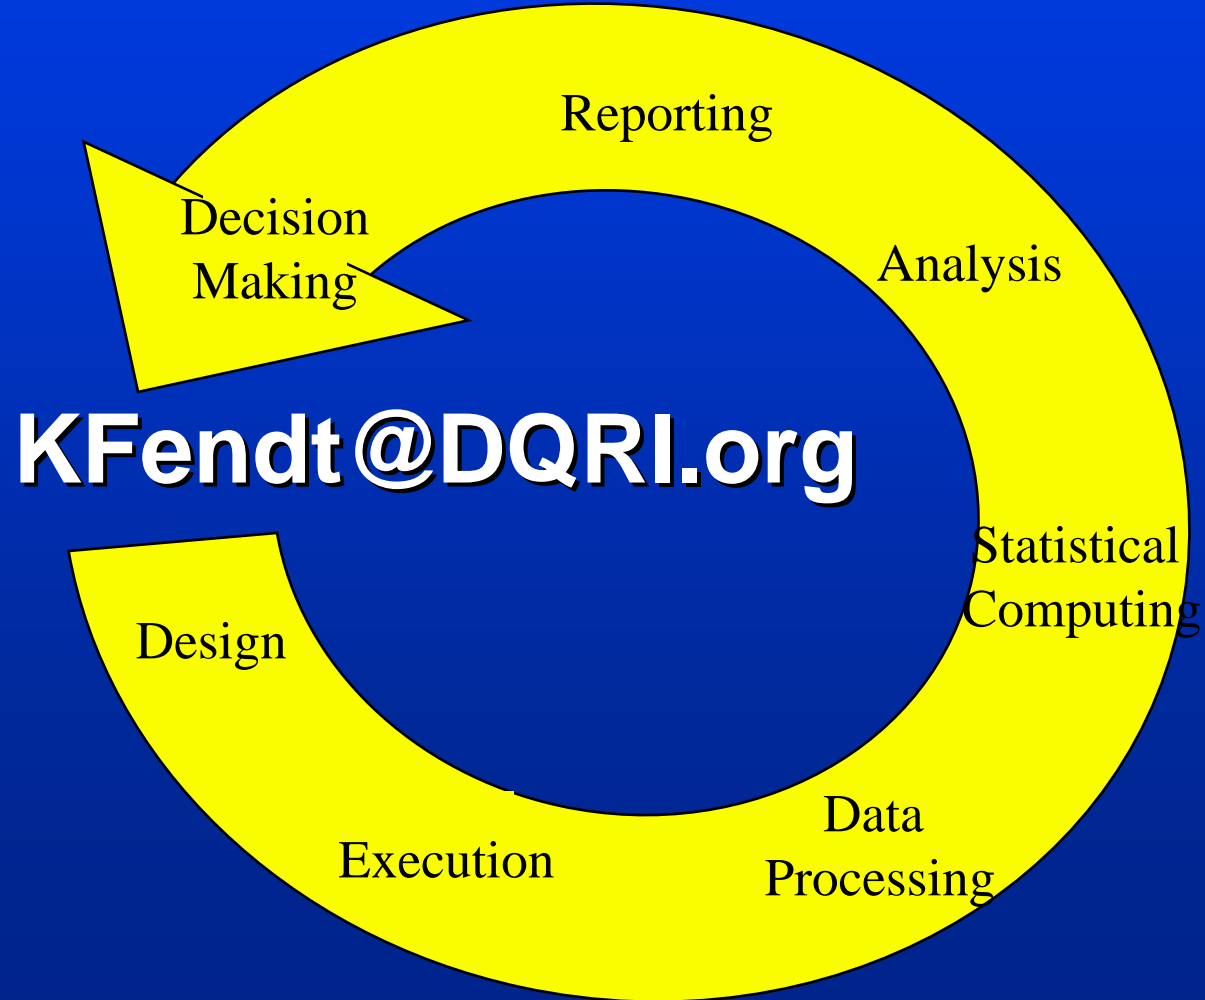 Reporting
Decision
Making
Analysis
KFendt@DQRI.org
Statistical
Computing
Design
Data
Processing
Execution